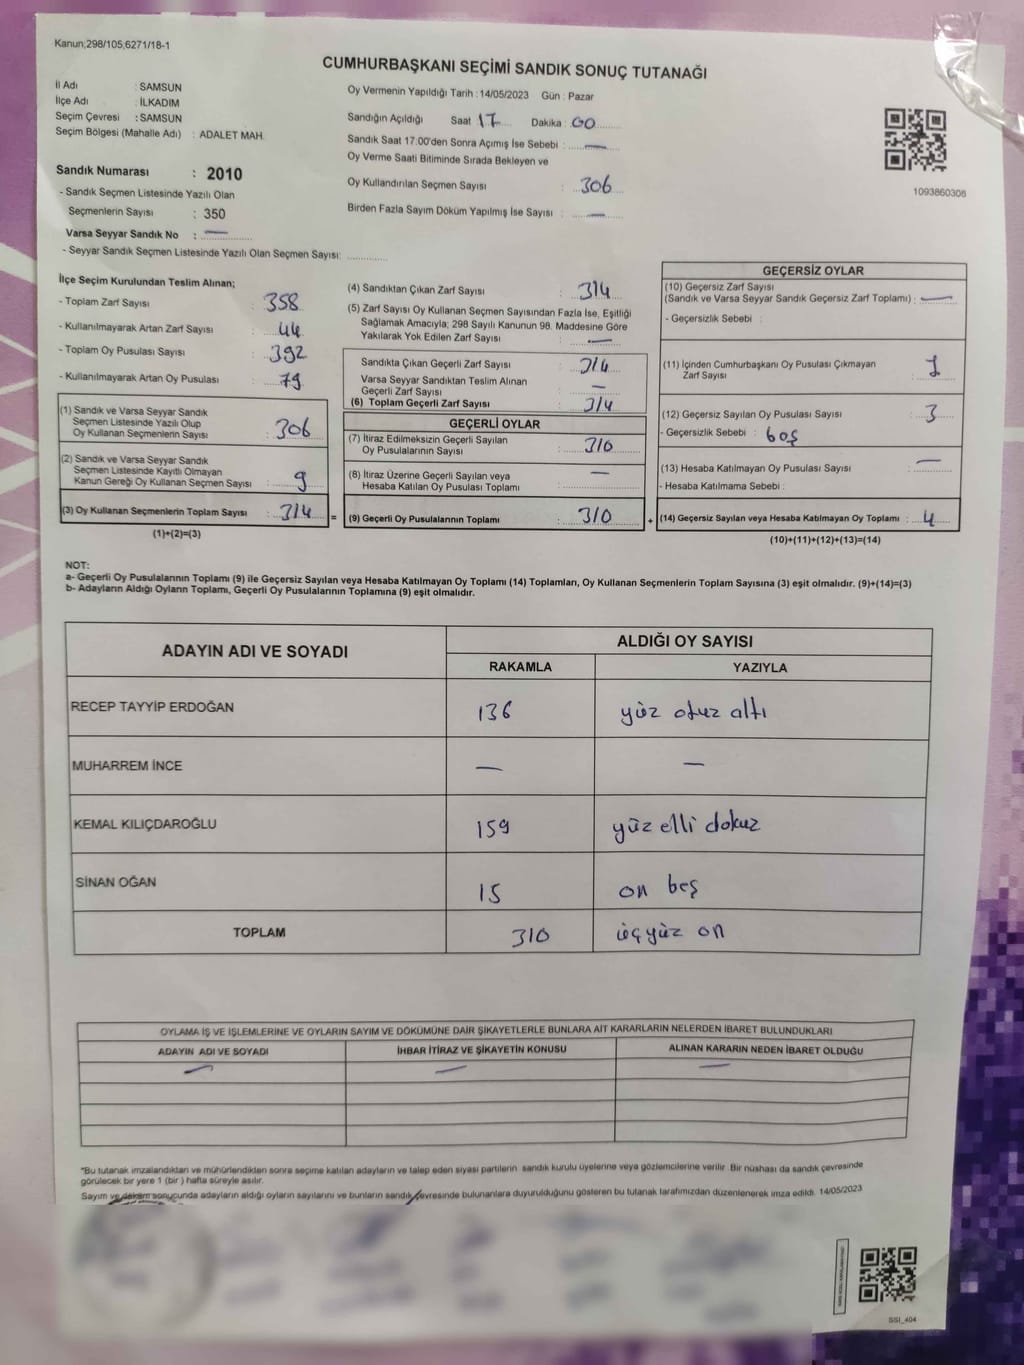 Kanun;298/105,6271/18-1
CUMHURBAŞKANI SEÇİMİ SANDIK SONUÇ TUTANAĞI
İl Adı : SAMSUN
İlçe Adı : İLKADIM
Seçim Çevresi : SAMSUN
Seçim Bölgesi (Mahalle Adı) : ADALET MAH.
Sandık Numarası : 2010
- Sandık Seçmen Listesinde Yazılı Olan
Seçmenlerin Sayısı : 350
Varsa Seyyar Sandık No : —
- Seyyar Sandık Seçmen Listesinde Yazılı Olan Seçmen Sayısı: ............
Oy Vermenin Yapıldığı Tarih : 14/05/2023 Gün : Pazar
Sandığın Açıldığı Saat 17 Dakika : 00
Sandık Saat 17:00'den Sonra Açımış İse Sebebi : —
Oy Verme Saati Bitiminde Sırada Bekleyen ve
Oy Kullandırılan Seçmen Sayısı : 306
Birden Fazla Sayım Döküm Yapılmış İse Sayısı : —
1093860306
İlçe Seçim Kurulundan Teslim Alınan;
- Toplam Zarf Sayısı : 358
- Kullanılmayarak Artan Zarf Sayısı : 44
- Toplam Oy Pusulası Sayısı : 392
- Kullanılmayarak Artan Oy Pusulası : 79
(1) Sandık ve Varsa Seyyar Sandık
Seçmen Listesinde Yazılı Olup
Oy Kullanan Seçmenlerin Sayısı : 306
(2) Sandık ve Varsa Seyyar Sandık
Seçmen Listesinde Kayıtlı Olmayan
Kanun Gereği Oy Kullanan Seçmen Sayısı : 9
(3) Oy Kullanan Seçmenlerin Toplam Sayısı : 314 =
(1)+(2)=(3)
(4) Sandıktan Çıkan Zarf Sayısı : 314
(5) Zarf Sayısı Oy Kullanan Seçmen Sayısından Fazla İse, Eşitliği
Sağlamak Amacıyla; 298 Sayılı Kanunun 98. Maddesine Göre
Yakılarak Yok Edilen Zarf Sayısı : —
Sandıkta Çıkan Geçerli Zarf Sayısı : 314
Varsa Seyyar Sandıktan Teslim Alınan
Geçerli Zarf Sayısı : —
(6) Toplam Geçerli Zarf Sayısı : 314
GEÇERLİ OYLAR
(7) İtiraz Edilmeksizin Geçerli Sayılan
Oy Pusulasının Sayısı : 310
(8) İtiraz Üzerine Geçerli Sayılan veya
Hesaba Katılan Oy Pusulası Toplamı : —
(9) Geçerli Oy Pusulalarının Toplamı : 310 +
GEÇERSİZ OYLAR
(10) Geçersiz Zarf Sayısı
(Sandık ve Varsa Seyyar Sandık Geçersiz Zarf Toplamı) : —
- Geçersizlik Sebebi :
(11) İçinden Cumhurbaşkanı Oy Pusulası Çıkmayan
Zarf Sayısı : 1
(12) Geçersiz Sayılan Oy Pusulası Sayısı : 3
- Geçersizlik Sebebi : boş
(13) Hesaba Katılmayan Oy Pusulası Sayısı : —
- Hesaba Katılmama Sebebi :
(14) Geçersiz Sayılan veya Hesaba Katılmayan Oy Toplamı : 4
(10)+(11)+(12)+(13)=(14)
NOT:
a- Geçerli Oy Pusulalarının Toplamı (9) ile Geçersiz Sayılan veya Hesaba Katılmayan Oy Toplamı (14) Toplamları, Oy Kullanan Seçmenlerin Toplam Sayısına (3) eşit olmalıdır. (9)+(14)=(3)
b- Adayların Aldığı Oyların Toplamı, Geçerli Oy Pusulalarının Toplamına (9) eşit olmalıdır.
ADAYIN ADI VE SOYADI ALDIĞI OY SAYISI
RAKAMLA YAZIYLA
RECEP TAYYİP ERDOĞAN 136 yüz otuz altı
MUHARREM İNCE — —
KEMAL KILIÇDAROĞLU 159 yüz elli dokuz
SİNAN OĞAN 15 on beş
TOPLAM 310 üçyüz on
OYLAMA İŞ VE İŞLEMLERİNE VE OYLARIN SAYIM VE DÖKÜMÜNE DAİR ŞİKAYETLERLE BUNLARA AİT KARARLARIN NELERDEN İBARET BULUNDUKLARI
ADAYIN ADI VE SOYADI İHBAR İTİRAZ VE ŞİKAYETİN KONUSU ALINAN KARARIN NEDEN İBARET OLDUĞU
— — —
*Bu tutanak imzalandıktan ve mühürlendikten sonra seçime katılan adayların ve talep eden siyasi partilerin sandık kurulu üyelerine veya gözlemcilerine verilir. Bir nüshası da sandık çevresinde
görülecek bir yere 1 (bir ) hafta süreyle asılır.
Sayım ve döküm sonucunda adayların aldığı oyların sayılarını ve bunların sandık çevresinde bulunanlara duyurulduğunu gösteren bu tutanak tarafımızdan düzenlenerek imza edildi. 14/05/2023
SSI_404